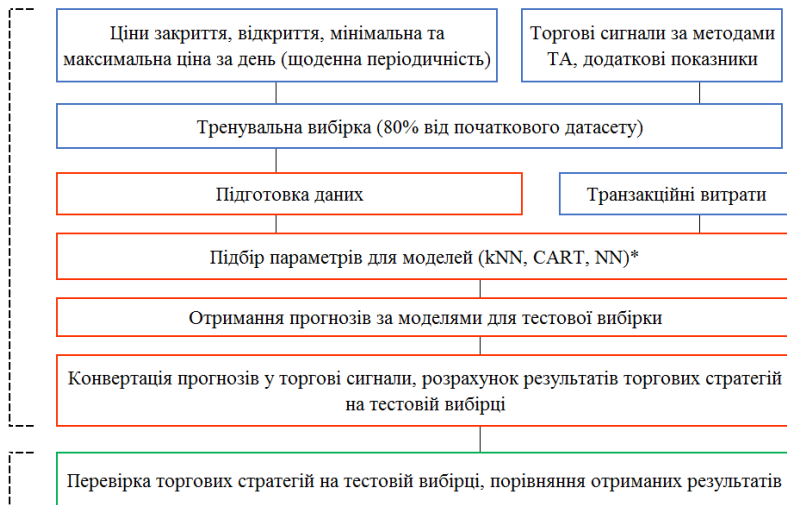 Ціни закриття, відкриття, мінімальна та
максимальна ціна за день (щоденна періодичність)
Торгові сигнали за методами
ТА, додаткові показники
Тренувальна вибірка (80% від початкового датасету)
Підготовка даних
Транзакційні витрати
Підбір параметрів для моделей (kNN, CART, NN)*
Отримання прогнозів за моделями для тестової вибірки
Конвертація прогнозів у торгові сигнали, розрахунок результатів торгових стратегій
на тестовій вибірці
Перевірка торгових стратегій на тестовій вибірці, порівняння отриманих результатів